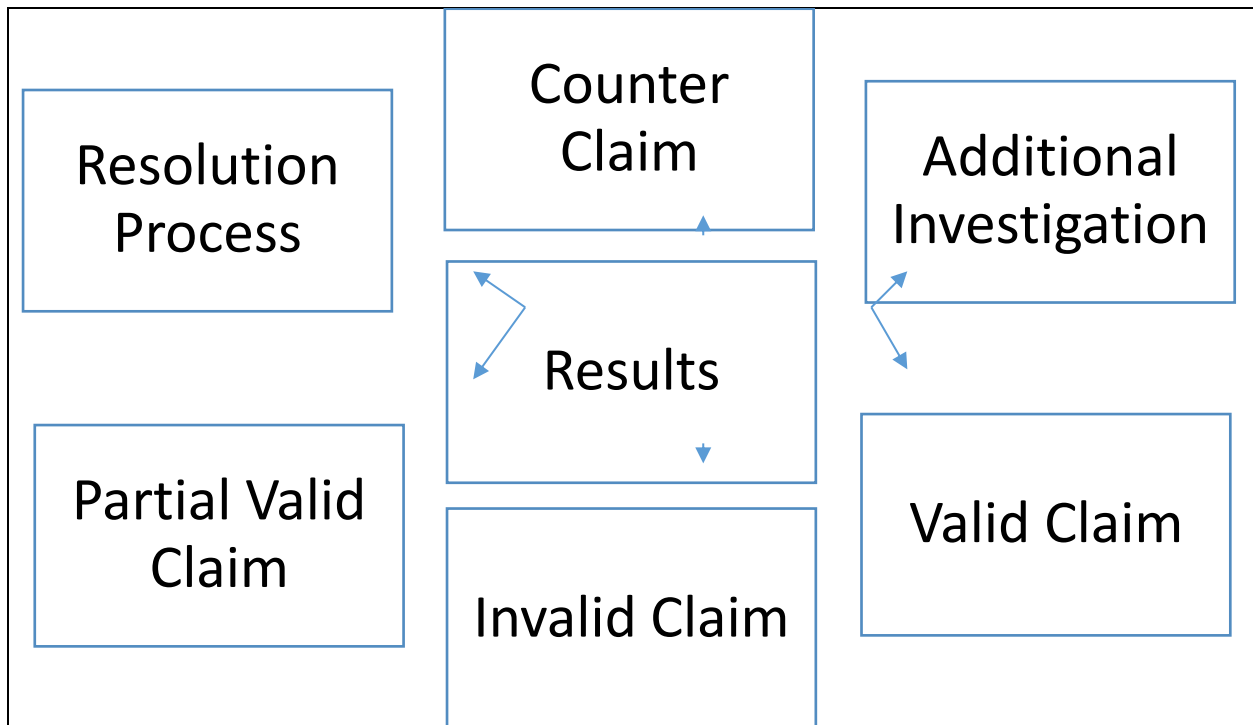 Counter
Claim
Resolution
Process
Additional
Investigation
Results
Partial Valid
Claim
Valid Claim
Invalid Claim